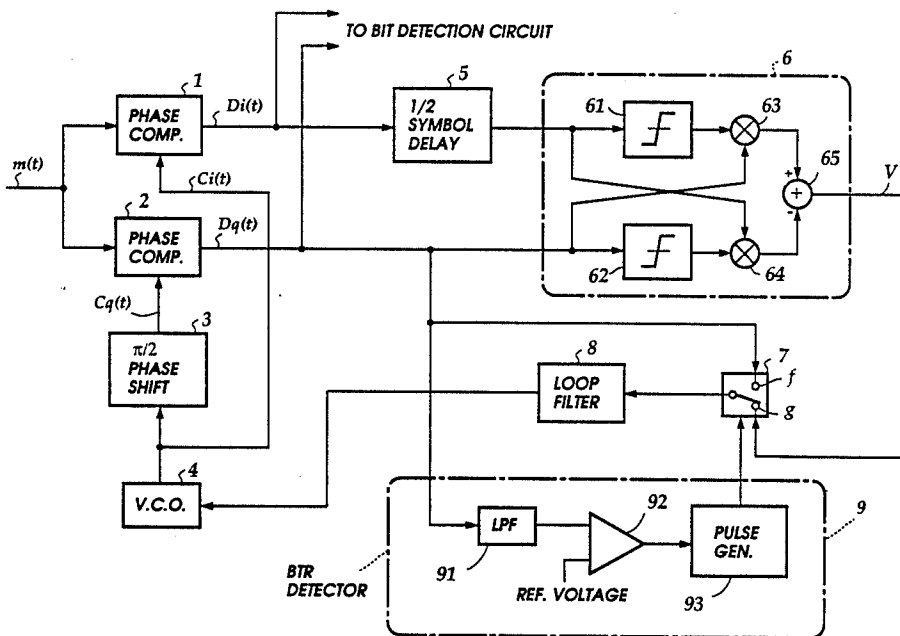 TO BIT DETECTION CIRCUIT
6
1
5
61
63
PHASE
COMP.
Di(t)
1/2
SYMBOL
DELAY
m(t)
Ci(t)
65
+
+
-
V
2
Dq(t)
PHASE
COMP.
62
64
Cq(t)
3
π/2
PHASE
SHIFT
8
LOOP
FILTER
7
f
g
4
V.C.O.
9
LPF
91
92
PULSE
GEN.
93
BTR
DETECTOR
REF. VOLTAGE